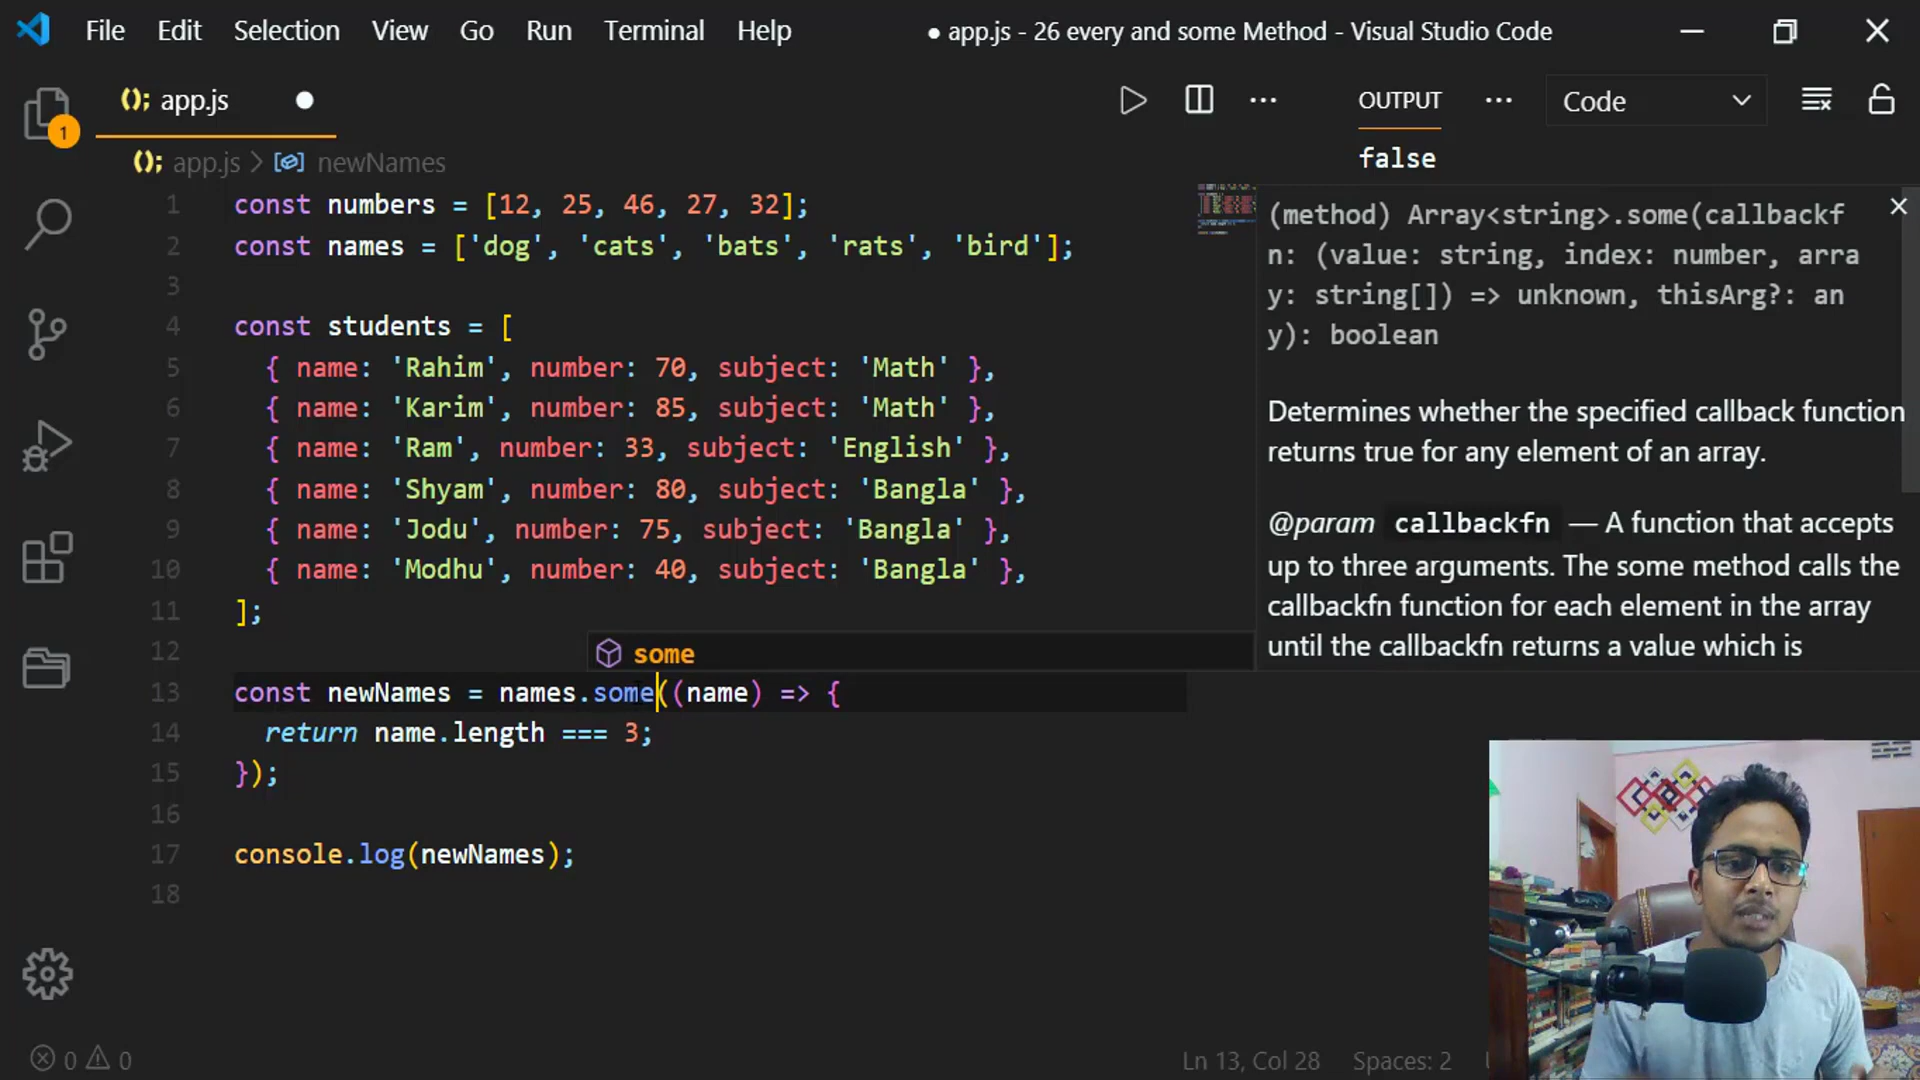 File Edit Selection View Go Run Terminal Help
● app.js - 26 every and some Method - Visual Studio Code
app.js
OUTPUT
Code
1
app.js > newNames
false
1 const numbers = [12, 25, 46, 27, 32];
2 const names = ['dog', 'cats', 'bats', 'rats', 'bird'];
3
4 const students = [
5 { name: 'Rahim', number: 70, subject: 'Math' },
6 { name: 'Karim', number: 85, subject: 'Math' },
7 { name: 'Ram', number: 33, subject: 'English' },
8 { name: 'Shyam', number: 80, subject: 'Bangla' },
9 { name: 'Jodu', number: 75, subject: 'Bangla' },
10 { name: 'Modhu', number: 40, subject: 'Bangla' },
11 ];
12
some
13 const newNames = names.some((name) => {
14 return name.length === 3;
15 });
16
17 console.log(newNames);
18
(method) Array<string>.some(callbackf
n: (value: string, index: number, arra
y: string[]) => unknown, thisArg?: an
y): boolean
Determines whether the specified callback function
returns true for any element of an array.
@param callbackfn — A function that accepts
up to three arguments. The some method calls the
callbackfn function for each element in the array
until the callbackfn returns a value which is
0 0
Ln 13, Col 28 Spaces: 2